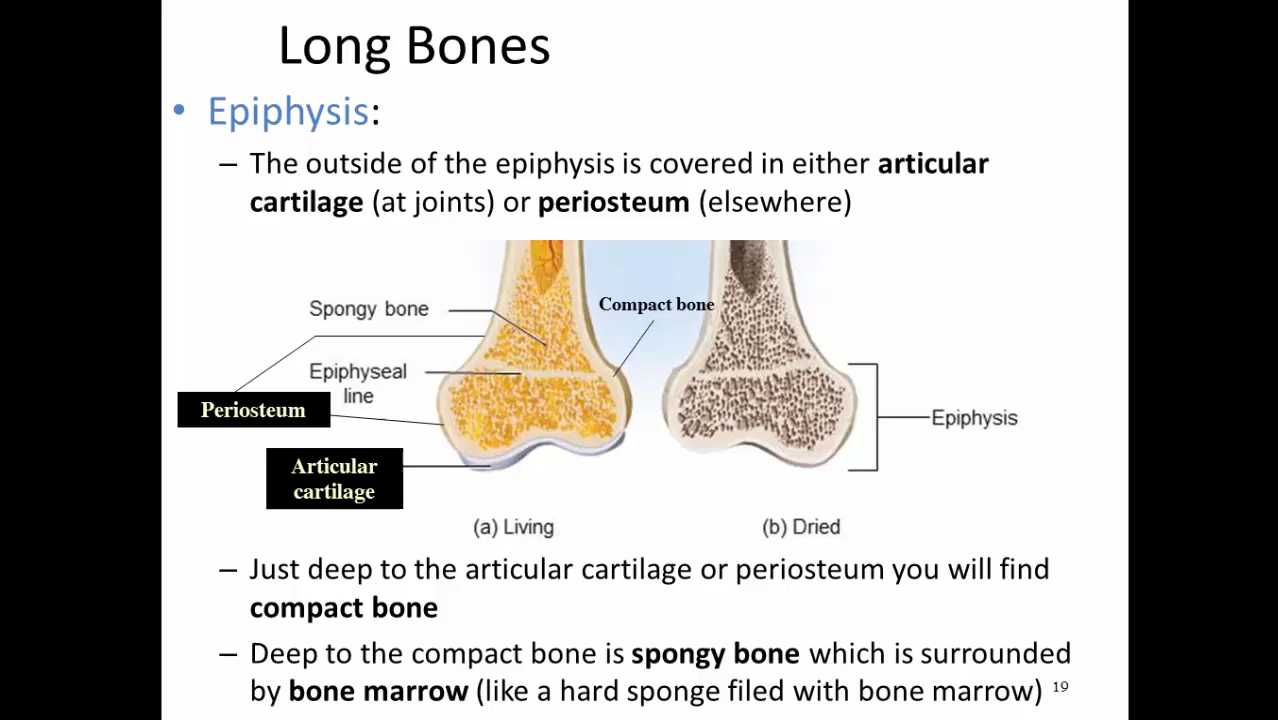 Long Bones
• Epiphysis:
– The outside of the epiphysis is covered in either articular
cartilage (at joints) or periosteum (elsewhere)
Spongy bone
Compact bone
Epiphyseal
line
Periosteum
Epiphysis
Articular
cartilage
(a) Living
(b) Dried
– Just deep to the articular cartilage or periosteum you will find
compact bone
– Deep to the compact bone is spongy bone which is surrounded
by bone marrow (like a hard sponge filed with bone marrow) 19